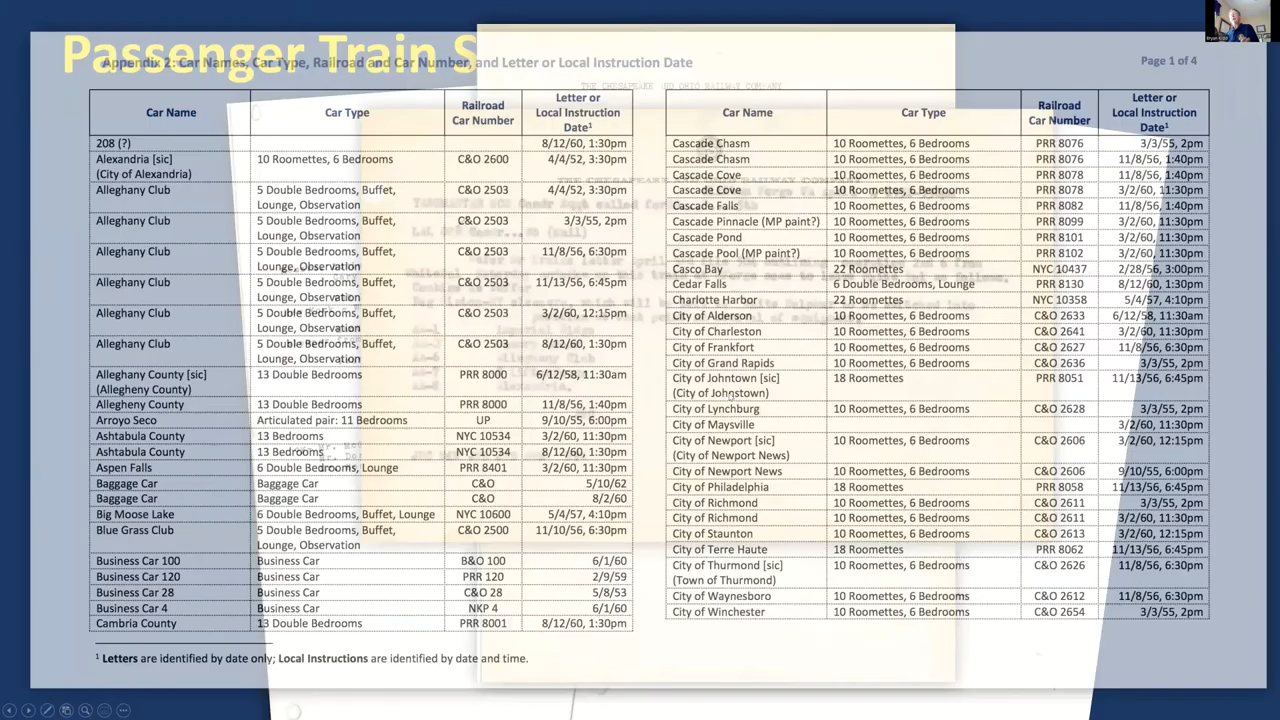 Passenger Train S
Appendix 2: Car Names, Car Type, Railroad and Car Number, and Letter or Local Instruction Date
Page 1 of 4
THE CHESAPEAKE AND OHIO RAILWAY COMPANY
Car Name Car Type Railroad Car Number Letter or Local Instruction Date1
208 (?) 8/12/60, 1:30pm
Alexandria [sic] 10 Roomettes, 6 Bedrooms C&O 2600 4/4/52, 3:30pm
(City of Alexandria)
Alleghany Club 5 Double Bedrooms, Buffet, C&O 2503 4/4/52, 3:30pm
Lounge, Observation
Alleghany Club 5 Double Bedrooms, Buffet, C&O 2503 3/3/55, 2pm
Lounge, Observation
Alleghany Club 5 Double Bedrooms, Buffet, C&O 2503 11/8/56, 6:30pm
Lounge, Observation
Alleghany Club 5 Double Bedrooms, Buffet, C&O 2503 11/13/56, 6:45pm
Lounge, Observation
Alleghany Club 5 Double Bedrooms, Buffet, C&O 2503 3/2/60, 12:15pm
Lounge, Observation
Alleghany Club 5 Double Bedrooms, Buffet, C&O 2503 8/12/60, 1:30pm
Lounge, Observation
Alleghany County [sic] 13 Double Bedrooms PRR 8000 6/12/58, 11:30am
(Allegheny County)
Allegheny County 13 Double Bedrooms PRR 8000 11/8/56, 1:40pm
Arroyo Seco Articulated pair: 11 Bedrooms UP 9/10/55, 6:00pm
Ashtabula County 13 Bedrooms NYC 10534 3/2/60, 11:30pm
Ashtabula County 13 Bedrooms NYC 10534 8/12/60, 1:30pm
Aspen Falls 6 Double Bedrooms, Lounge PRR 8401 3/2/60, 11:30pm
Baggage Car Baggage Car C&O 5/10/62
Baggage Car Baggage Car C&O 8/2/60
Big Moose Lake 6 Double Bedrooms, Buffet, Lounge NYC 10600 5/4/57, 4:10pm
Blue Grass Club 5 Double Bedrooms, Buffet, C&O 2500 11/10/56, 6:30pm
Lounge, Observation
Business Car 100 Business Car B&O 100 6/1/60
Business Car 120 Business Car PRR 120 2/9/59
Business Car 28 Business Car C&O 28 5/8/53
Business Car 4 Business Car NKP 4 6/1/60
Cambria County 13 Double Bedrooms PRR 8001 8/12/60, 1:30pm
Car Name Car Type Railroad Car Number Letter or Local Instruction Date1
Cascade Chasm 10 Roomettes, 6 Bedrooms PRR 8076 3/3/55, 2pm
Cascade Chasm 10 Roomettes, 6 Bedrooms PRR 8076 11/8/56, 1:40pm
Cascade Cove 10 Roomettes, 6 Bedrooms PRR 8078 11/8/56, 1:40pm
Cascade Cove 10 Roomettes, 6 Bedrooms PRR 8078 3/2/60, 11:30pm
Cascade Falls 10 Roomettes, 6 Bedrooms PRR 8082 11/8/56, 1:40pm
Cascade Pinnacle (MP paint?) 10 Roomettes, 6 Bedrooms PRR 8099 3/2/60, 11:30pm
Cascade Pond 10 Roomettes, 6 Bedrooms PRR 8101 3/2/60, 11:30pm
Cascade Pool (MP paint?) 10 Roomettes, 6 Bedrooms PRR 8102 3/2/60, 11:30pm
Casco Bay 22 Roomettes NYC 10437 2/28/56, 3:00pm
Cedar Falls 6 Double Bedrooms, Lounge PRR 8130 8/12/60, 1:30pm
Charlotte Harbor 22 Roomettes NYC 10358 5/4/57, 4:10pm
City of Alderson 10 Roomettes, 6 Bedrooms C&O 2633 6/12/58, 11:30am
City of Charleston 10 Roomettes, 6 Bedrooms C&O 2641 3/2/60, 11:30pm
City of Frankfort 10 Roomettes, 6 Bedrooms C&O 2627 11/8/56, 6:30pm
City of Grand Rapids 10 Roomettes, 6 Bedrooms C&O 2636 3/3/55, 2pm
City of Johntown [sic] 18 Roomettes PRR 8051 11/13/56, 6:45pm
(City of Johnstown)
City of Lynchburg 10 Roomettes, 6 Bedrooms C&O 2628 3/3/55, 2pm
City of Maysville 3/2/60, 11:30pm
City of Newport [sic] 10 Roomettes, 6 Bedrooms C&O 2606 3/2/60, 12:15pm
(City of Newport News)
City of Newport News 10 Roomettes, 6 Bedrooms C&O 2606 9/10/55, 6:00pm
City of Philadelphia 18 Roomettes PRR 8058 11/13/56, 6:45pm
City of Richmond 10 Roomettes, 6 Bedrooms C&O 2611 3/3/55, 2pm
City of Richmond 10 Roomettes, 6 Bedrooms C&O 2611 3/2/60, 11:30pm
City of Staunton 10 Roomettes, 6 Bedrooms C&O 2613 3/2/60, 12:15pm
City of Terre Haute 18 Roomettes PRR 8062 11/13/56, 6:45pm
City of Thurmond [sic] 10 Roomettes, 6 Bedrooms C&O 2626 11/8/56, 6:30pm
(Town of Thurmond)
City of Waynesboro 10 Roomettes, 6 Bedrooms C&O 2612 11/8/56, 6:30pm
City of Winchester 10 Roomettes, 6 Bedrooms C&O 2654 3/3/55, 2pm
1 Letters are identified by date only; Local Instructions are identified by date and time.